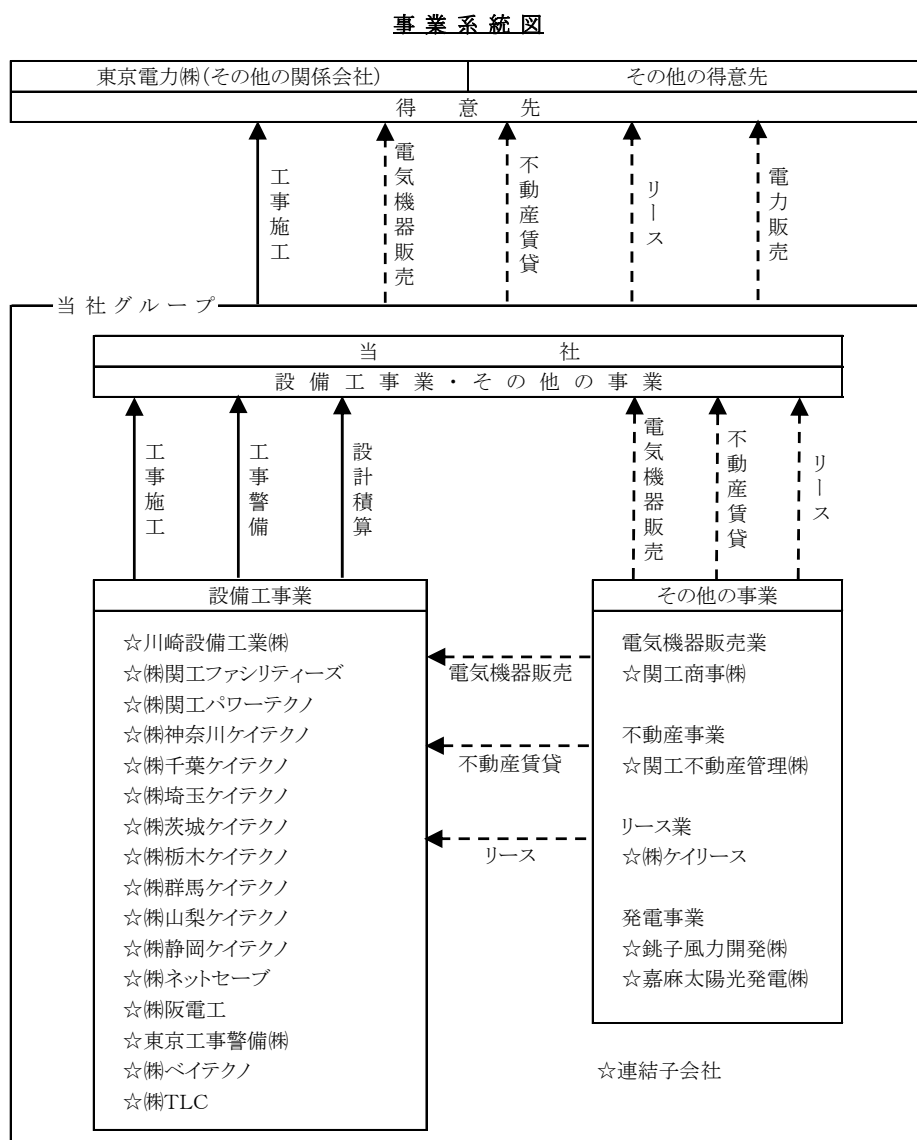 事業系統図
東京電力㈱(その他の関係会社)
その他の得意先
得意先
工事施工
電気機器販売
不動産賃貸
リース
電力販売
当社グループ
当社
設備工事業・その他の事業
工事施工
工事警備
設計積算
電気機器販売
不動産賃貸
リース
設備工事業
☆川崎設備工業㈱
☆㈱関工ファシリティーズ
☆㈱関工パワーテクノ
☆㈱神奈川ケイテクノ
☆㈱千葉ケイテクノ
☆㈱埼玉ケイテクノ
☆㈱茨城ケイテクノ
☆㈱栃木ケイテクノ
☆㈱群馬ケイテクノ
☆㈱山梨ケイテクノ
☆㈱静岡ケイテクノ
☆㈱ネットセーブ
☆㈱阪電工
☆東京工事警備㈱
☆㈱ベイテクノ
☆㈱TLC
電気機器販売
不動産賃貸
リース
その他の事業
電気機器販売業
☆関工商事㈱
不動産事業
☆関工不動産管理㈱
リース業
☆㈱ケイリース
発電事業
☆銚子風力開発㈱
☆嘉麻太陽光発電㈱
☆連結子会社